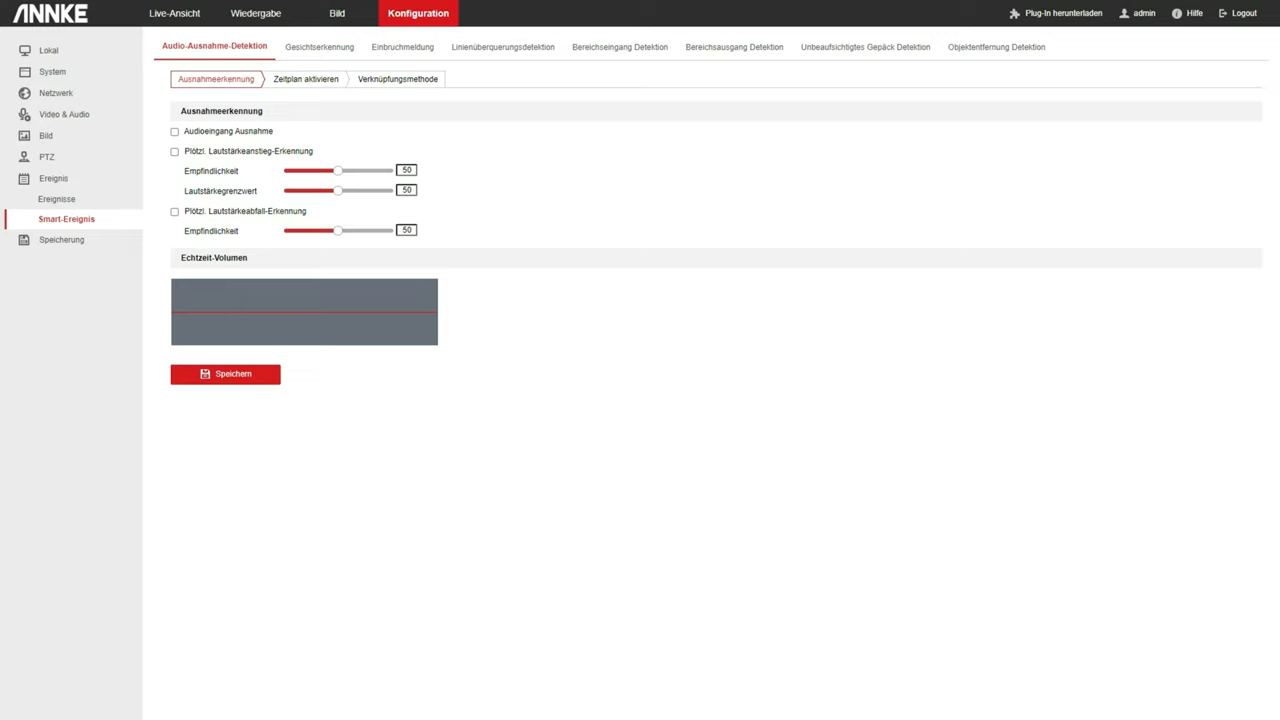 ANNKE
Live-Ansicht Wiedergabe Bild Konfiguration Plug-In herunterladen admin Hilfe Logout
Lokal
System
Netzwerk
Video & Audio
Bild
PTZ
Ereignis
Ereignisse
Smart-Ereignis
Speicherung
Audio-Ausnahme-Detektion Gesichtserkennung Einbruchmeldung Linienüberquerungsdetektion Bereichseingang Detektion Bereichsausgang Detektion Unbeaufsichtigtes Gepäck Detektion Objektentfernung Detektion
Ausnahmeerkennung Zeitplan aktivieren Verknüpfungsmethode
Ausnahmeerkennung
Audioeingang Ausnahme
Plötzl. Lautstärkeanstieg-Erkennung
Empfindlichkeit 50
Lautstärkegrenzwert 50
Plötzl. Lautstärkeabfall-Erkennung
Empfindlichkeit 50
Echtzeit-Volumen
Speichern